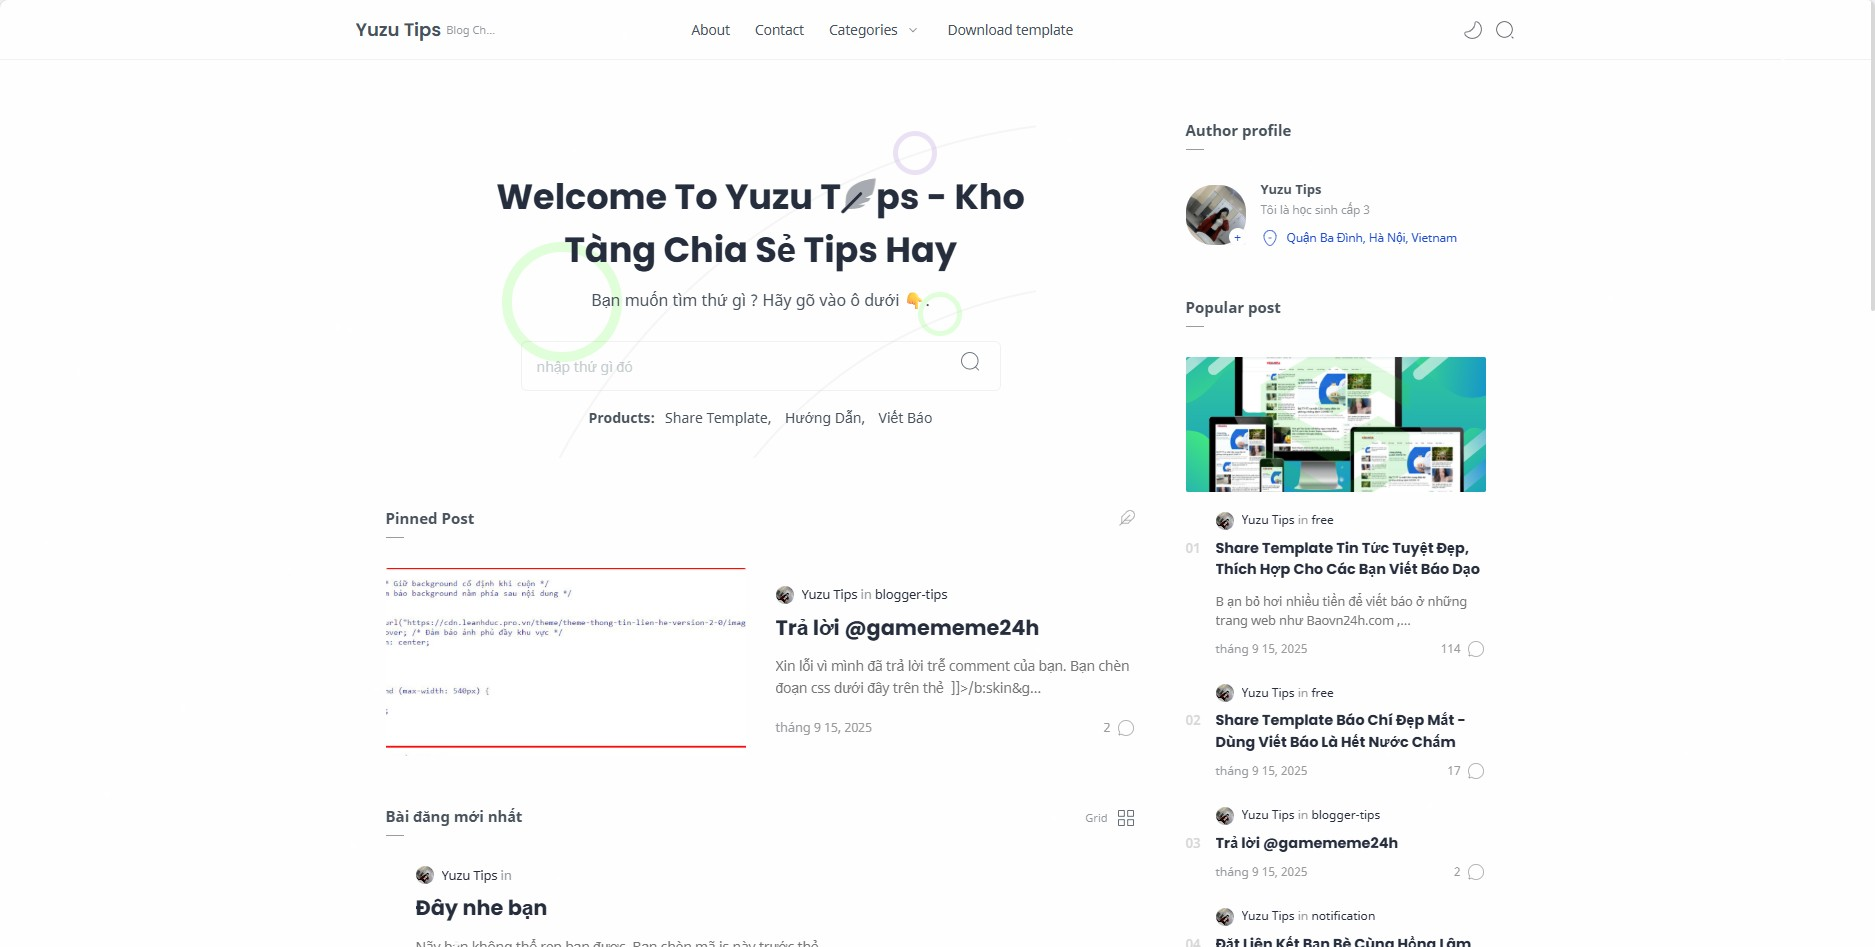 Yuzu Tips Blog Ch...
About Contact Categories Download template
Welcome To Yuzu T ps - Kho
Tàng Chia Sẻ Tips Hay
Bạn muốn tìm thứ gì ? Hãy gõ vào ô dưới 👇 .
nhập thứ gì đó
Products: Share Template, Hướng Dẫn, Viết Báo
Pinned Post
* Giữ background cố định khi cuộn */
báo background nằm phía sau nội dung */
url("https://cdn.leanhduc.pro.vn/theme/theme-thong-tin-lien-he-version-2-0/imag
over; /* Đảm bảo ảnh phủ đầy khu vực */
: center;
(max-width: 540px) {
Yuzu Tips in blogger-tips
Trả lời @gamememe24h
Xin lỗi vì mình đã trả lời trễ comment của bạn. Bạn chèn
đoạn css dưới đây trên thẻ ]]>/b:skin&g...
tháng 9 15, 2025 2
Bài đăng mới nhất
Grid
Yuzu Tips in
Đây nhe bạn
Author profile
Yuzu Tips
Tôi là học sinh cấp 3
Quận Ba Đình, Hà Nội, Vietnam
Popular post
Yuzu Tips in free
01 Share Template Tin Tức Tuyệt Đẹp,
Thích Hợp Cho Các Bạn Viết Báo Dạo
B ạn bỏ hơi nhiều tiền để viết báo ở những
trang web như Baovn24h.com ,...
tháng 9 15, 2025 114
Yuzu Tips in free
02 Share Template Báo Chí Đẹp Mắt -
Dùng Viết Báo Là Hết Nước Chấm
tháng 9 15, 2025 17
Yuzu Tips in blogger-tips
03 Trả lời @gamememe24h
tháng 9 15, 2025 2
Yuzu Tips in notification
04 Đặt Liên Kết Bạn Bè Cùng Hồng Lâm